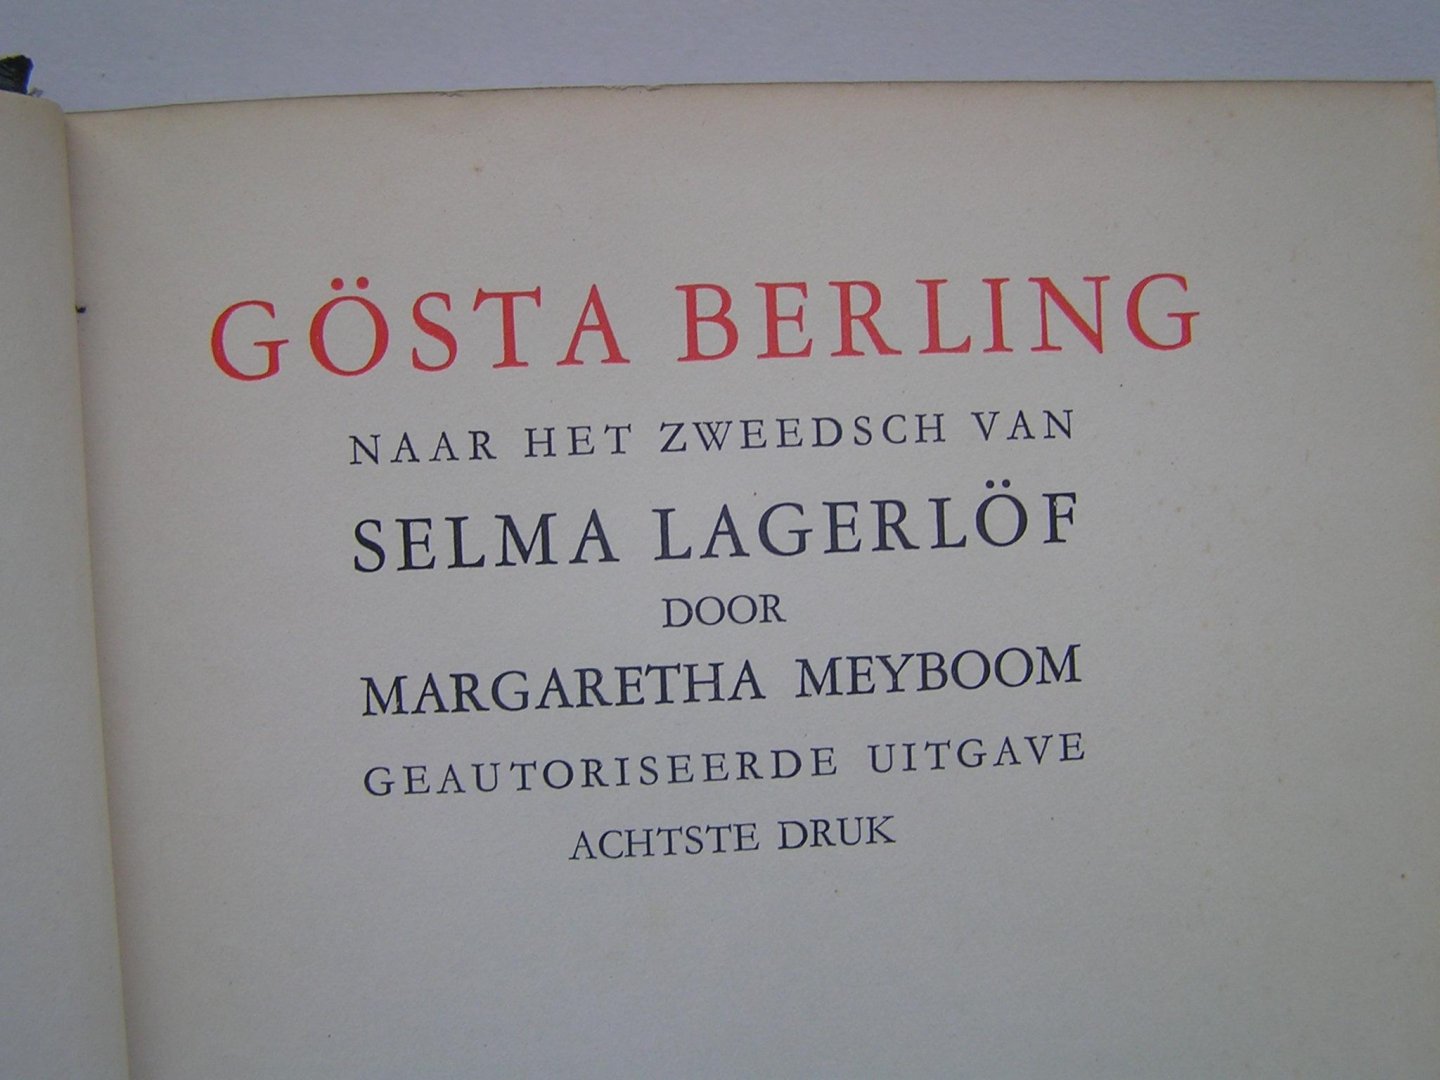 GÖSTA BERLING
NAAR HET ZWEEDSCH VAN
SELMA LAGERLÖF
DOOR
MARGARETHA MEYBOOM
GEAUTORISEERDE UITGAVE
ACHTSTE DRUK